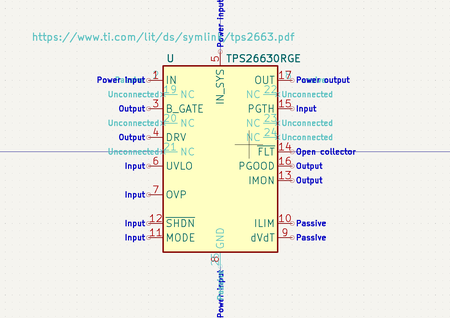 Power input
https://www.ti.com/lit/ds/symlink/tps2663.pdf
5
U TPS26630RGE
Power input 1 IN IN_SYS OUT 17 Power output
Unconnected 19 NC NC 22 Unconnected
Output 3 B_GATE PGTH 15 Input
Unconnected 20 NC NC 23 Unconnected
Output 4 DRV NC 24 Unconnected
Unconnected 21 NC FLT 14 Open collector
Input 6 UVLO PGOOD 16 Output
IMON 13 Output
Input 7 OVP
Input 12 SHDN ILIM 10 Passive
Input 11 MODE GND dVdT 9 Passive
8
Power input